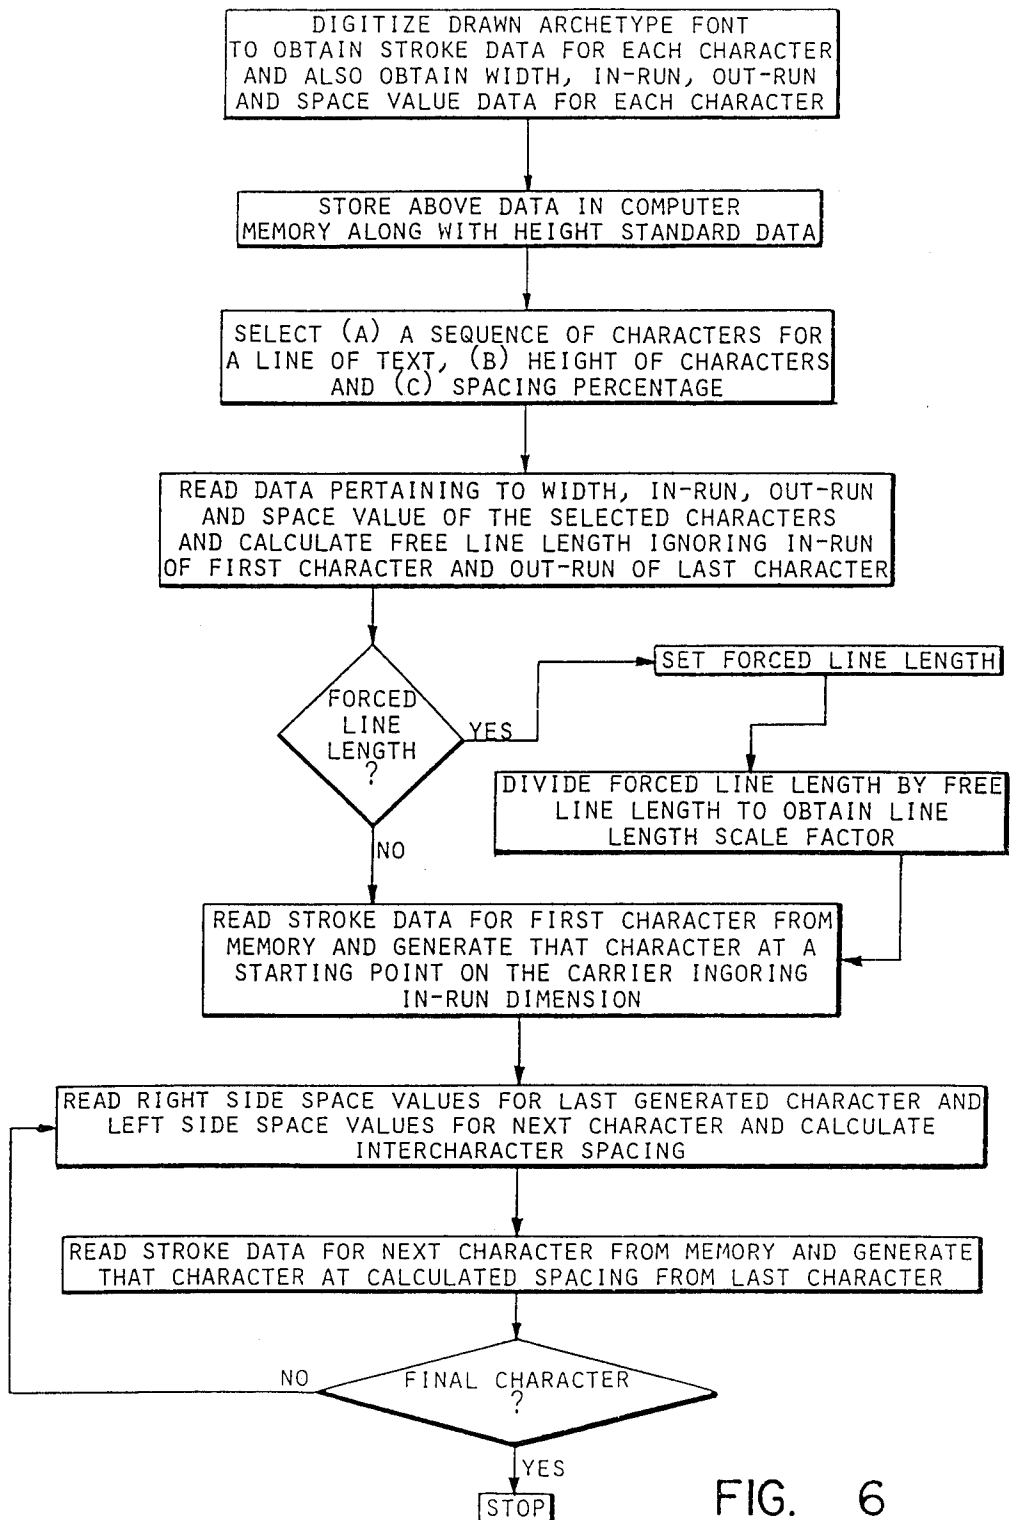 DIGITIZE DRAWN ARCHETYPE FONT
TO OBTAIN STROKE DATA FOR EACH CHARACTER
AND ALSO OBTAIN WIDTH, IN-RUN, OUT-RUN
AND SPACE VALUE DATA FOR EACH CHARACTER
STORE ABOVE DATA IN COMPUTER
MEMORY ALONG WITH HEIGHT STANDARD DATA
SELECT (A) A SEQUENCE OF CHARACTERS FOR
A LINE OF TEXT, (B) HEIGHT OF CHARACTERS
AND (C) SPACING PERCENTAGE
READ DATA PERTAINING TO WIDTH, IN-RUN, OUT-RUN
AND SPACE VALUE OF THE SELECTED CHARACTERS
AND CALCULATE FREE LINE LENGTH IGNORING IN-RUN
OF FIRST CHARACTER AND OUT-RUN OF LAST CHARACTER
FORCED
LINE
LENGTH
?
YES
SET FORCED LINE LENGTH
DIVIDE FORCED LINE LENGTH BY FREE
LINE LENGTH TO OBTAIN LINE
LENGTH SCALE FACTOR
NO
READ STROKE DATA FOR FIRST CHARACTER FROM
MEMORY AND GENERATE THAT CHARACTER AT A
STARTING POINT ON THE CARRIER INGORING
IN-RUN DIMENSION
READ RIGHT SIDE SPACE VALUES FOR LAST GENERATED CHARACTER AND
LEFT SIDE SPACE VALUES FOR NEXT CHARACTER AND CALCULATE
INTERCHARACTER SPACING
READ STROKE DATA FOR NEXT CHARACTER FROM MEMORY AND GENERATE
THAT CHARACTER AT CALCULATED SPACING FROM LAST CHARACTER
NO
FINAL CHARACTER
?
YES
STOP
FIG. 6